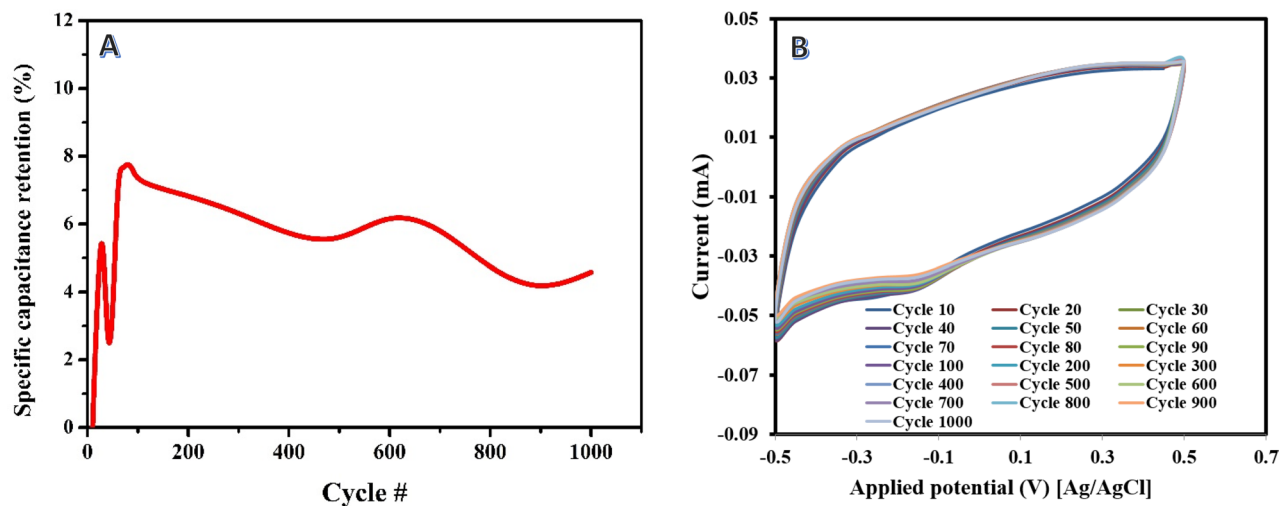 A
Specific capacitance retention (%)
12
10
8
6
4
2
0
0 200 400 600 800 1000
Cycle #
B
Current (mA)
0.05
0.03
0.01
-0.01
-0.03
-0.05
-0.07
-0.09
Cycle 10 Cycle 20 Cycle 30
Cycle 40 Cycle 50 Cycle 60
Cycle 70 Cycle 80 Cycle 90
Cycle 100 Cycle 200 Cycle 300
Cycle 400 Cycle 500 Cycle 600
Cycle 700 Cycle 800 Cycle 900
Cycle 1000
-0.5 -0.3 -0.1 0.1 0.3 0.5 0.7
Applied potential (V) [Ag/AgCl]